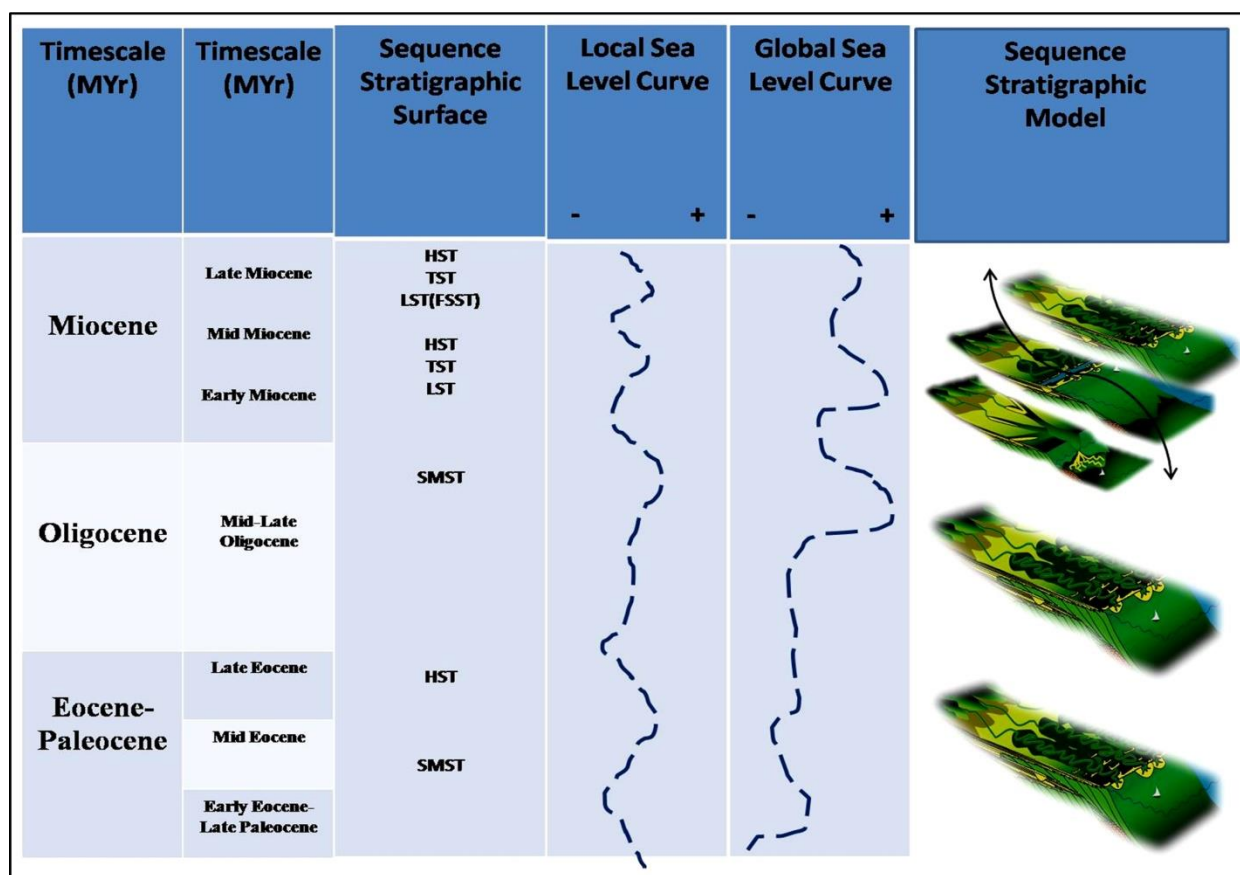 Timescale
(MYr)
Timescale
(MYr)
Sequence
Stratigraphic
Surface
Local Sea
Level Curve
- +
Global Sea
Level Curve
- +
Sequence
Stratigraphic
Model
Miocene
Late Miocene
Mid Miocene
Early Miocene
HST
TST
LST(FSST)
HST
TST
LST
Oligocene
Mid-Late
Oligocene
SMST
Eocene-
Paleocene
Late Eocene
HST
Mid Eocene
SMST
Early Eocene-
Late Paleocene